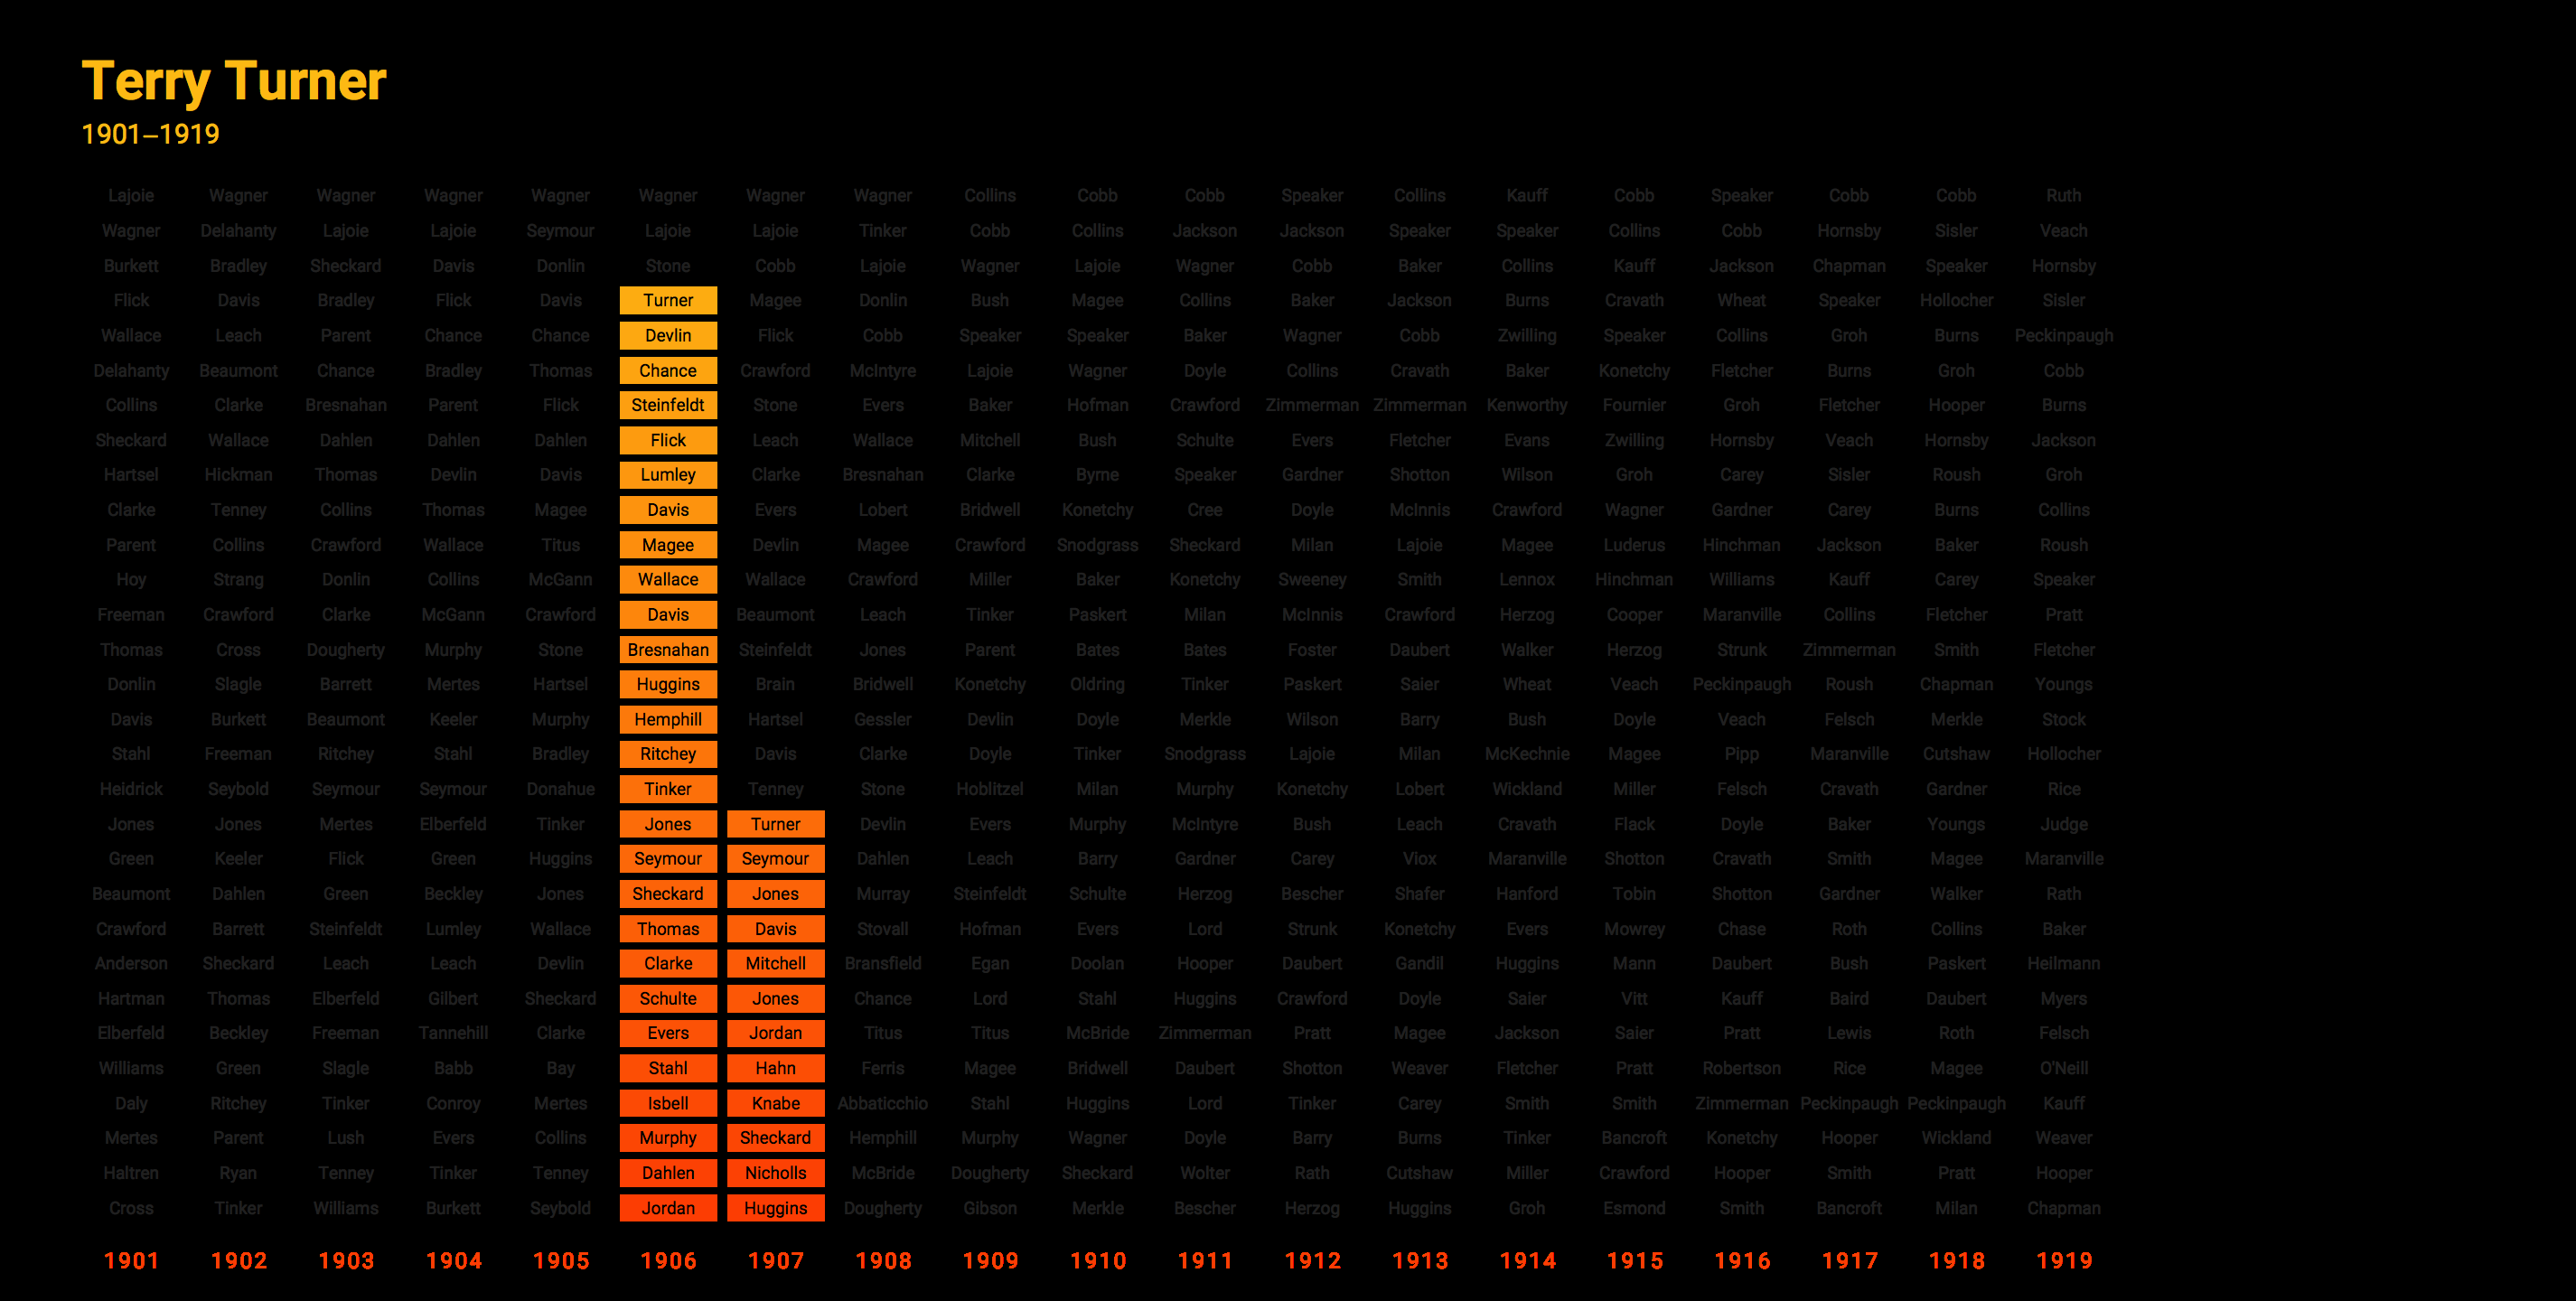 Terry Turner
1901–1919
Lajoie Wagner Wagner Wagner Wagner Wagner Wagner Wagner Collins Cobb Cobb Speaker Collins Kauff Cobb Speaker Cobb Cobb Ruth
Wagner Delahanty Lajoie Lajoie Seymour Lajoie Lajoie Tinker Cobb Collins Jackson Jackson Speaker Speaker Collins Cobb Hornsby Sisler Veach
Burkett Bradley Sheckard Davis Donlin Stone Cobb Lajoie Wagner Lajoie Wagner Cobb Baker Collins Kauff Jackson Chapman Speaker Hornsby
Flick Davis Bradley Flick Davis Turner Magee Donlin Bush Magee Collins Baker Jackson Burns Cravath Wheat Speaker Hollocher Sisler
Wallace Leach Parent Chance Chance Devlin Flick Cobb Speaker Speaker Baker Wagner Cobb Zwilling Speaker Collins Groh Burns Peckinpaugh
Delahanty Beaumont Chance Bradley Thomas Chance Crawford McIntyre Lajoie Wagner Doyle Collins Cravath Baker Konetchy Fletcher Burns Groh Cobb
Collins Clarke Bresnahan Parent Flick Steinfeldt Stone Evers Baker Hofman Crawford Zimmerman Zimmerman Kenworthy Fournier Groh Fletcher Hooper Burns
Sheckard Wallace Dahlen Dahlen Dahlen Flick Leach Wallace Mitchell Bush Schulte Evers Fletcher Evans Zwilling Hornsby Veach Hornsby Jackson
Hartsel Hickman Thomas Devlin Davis Lumley Clarke Bresnahan Clarke Byrne Speaker Gardner Shotton Wilson Groh Carey Sisler Roush Groh
Clarke Tenney Collins Thomas Magee Davis Evers Lobert Bridwell Konetchy Cree Doyle McInnis Crawford Wagner Gardner Carey Burns Collins
Parent Collins Crawford Wallace Titus Magee Devlin Magee Crawford Snodgrass Sheckard Milan Lajoie Magee Luderus Hinchman Jackson Baker Roush
Hoy Strang Donlin Collins McGann Wallace Wallace Crawford Miller Baker Konetchy Sweeney Smith Lennox Hinchman Williams Kauff Carey Speaker
Freeman Crawford Clarke McGann Crawford Davis Beaumont Leach Tinker Paskert Milan McInnis Crawford Herzog Cooper Maranville Collins Fletcher Pratt
Thomas Cross Dougherty Murphy Stone Bresnahan Steinfeldt Jones Parent Bates Bates Foster Daubert Walker Herzog Strunk Zimmerman Smith Fletcher
Donlin Slagle Barrett Mertes Hartsel Huggins Brain Bridwell Konetchy Oldring Tinker Paskert Saier Wheat Veach Peckinpaugh Roush Chapman Youngs
Davis Burkett Beaumont Keeler Murphy Hemphill Hartsel Gessler Devlin Doyle Merkle Wilson Barry Bush Doyle Veach Felsch Merkle Stock
Stahl Freeman Ritchey Stahl Bradley Ritchey Davis Clarke Doyle Tinker Snodgrass Lajoie Milan McKechnie Magee Pipp Maranville Cutshaw Hollocher
Heidrick Seybold Seymour Seymour Donahue Tinker Tenney Stone Hoblitzel Milan Murphy Konetchy Lobert Wickland Miller Felsch Cravath Gardner Rice
Jones Jones Mertes Elberfeld Tinker Jones Turner Devlin Evers Murphy McIntyre Bush Leach Cravath Flack Doyle Baker Youngs Judge
Green Keeler Flick Green Huggins Seymour Seymour Dahlen Leach Barry Gardner Carey Viox Maranville Shotton Cravath Smith Magee Maranville
Beaumont Dahlen Green Beckley Jones Sheckard Jones Murray Steinfeldt Schulte Herzog Bescher Shafer Hanford Tobin Shotton Gardner Walker Rath
Crawford Barrett Steinfeldt Lumley Wallace Thomas Davis Stovall Hofman Evers Lord Strunk Konetchy Evers Mowrey Chase Roth Collins Baker
Anderson Sheckard Leach Leach Devlin Clarke Mitchell Bransfield Egan Doolan Hooper Daubert Gandil Huggins Mann Daubert Bush Paskert Heilmann
Hartman Thomas Elberfeld Gilbert Sheckard Schulte Jones Chance Lord Stahl Huggins Crawford Doyle Saier Vitt Kauff Baird Daubert Myers
Elberfeld Beckley Freeman Tannehill Clarke Evers Jordan Titus Titus McBride Zimmerman Pratt Magee Jackson Saier Pratt Lewis Roth Felsch
Williams Green Slagle Babb Bay Stahl Hahn Ferris Magee Bridwell Daubert Shotton Weaver Fletcher Pratt Robertson Rice Magee O'Neill
Daly Ritchey Tinker Conroy Mertes Isbell Knabe Abbaticchio Stahl Huggins Lord Tinker Carey Smith Smith Zimmerman Peckinpaugh Peckinpaugh Kauff
Mertes Parent Lush Evers Collins Murphy Sheckard Hemphill Murphy Wagner Doyle Barry Burns Tinker Bancroft Konetchy Hooper Wickland Weaver
Haltren Ryan Tenney Tinker Tenney Dahlen Nicholls McBride Dougherty Sheckard Wolter Rath Cutshaw Miller Crawford Hooper Smith Pratt Hooper
Cross Tinker Williams Burkett Seybold Jordan Huggins Dougherty Gibson Merkle Bescher Herzog Huggins Groh Esmond Smith Bancroft Milan Chapman
1901 1902 1903 1904 1905 1906 1907 1908 1909 1910 1911 1912 1913 1914 1915 1916 1917 1918 1919